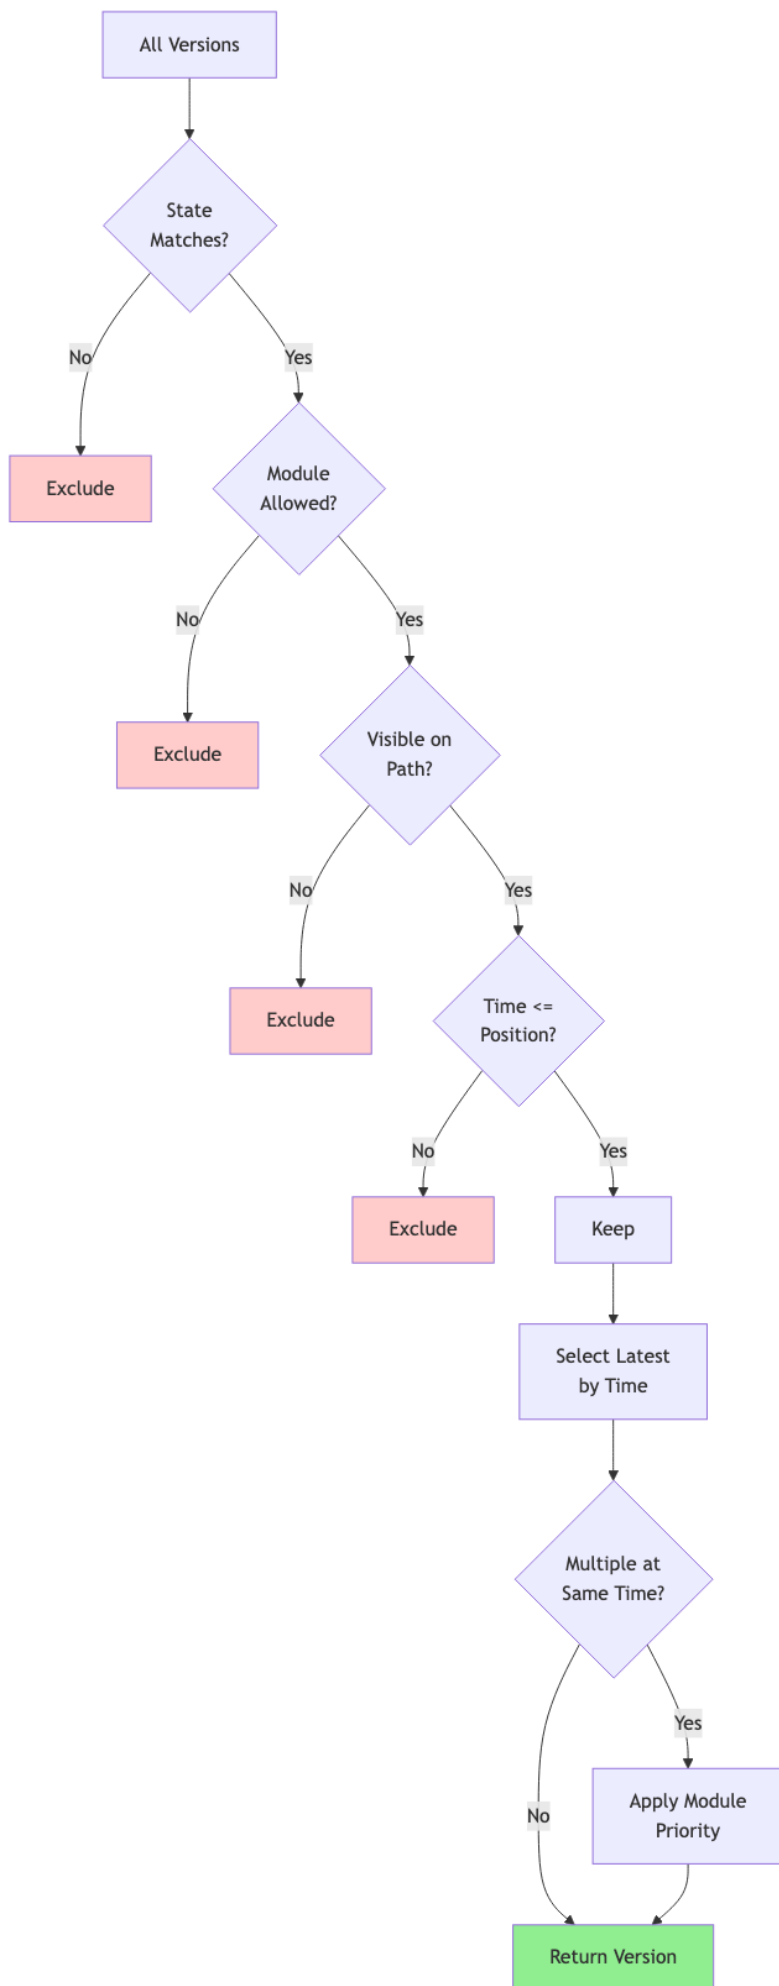 All Versions
State
Matches?
No
Yes
Exclude
Module
Allowed?
No
Yes
Exclude
Visible on
Path?
No
Yes
Exclude
Time <=
Position?
No
Yes
Exclude
Keep
Select Latest
by Time
Multiple at
Same Time?
Yes
No
Apply Module
Priority
Return Version